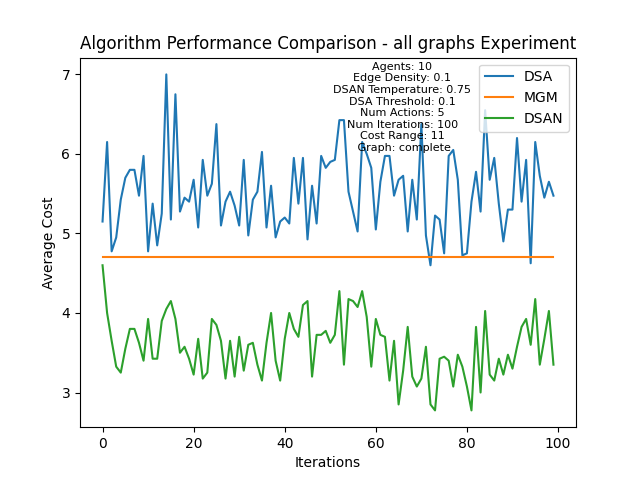 Algorithm Performance Comparison - all graphs Experiment
Agents: 10
Edge Density: 0.1
DSAN Temperature: 0.75
DSA Threshold: 0.1
Num Actions: 5
Num Iterations: 100
Cost Range: 11
Graph: complete
DSA
MGM
DSAN
Average Cost
7
6
5
4
3
0
20
40
60
80
100
Iterations